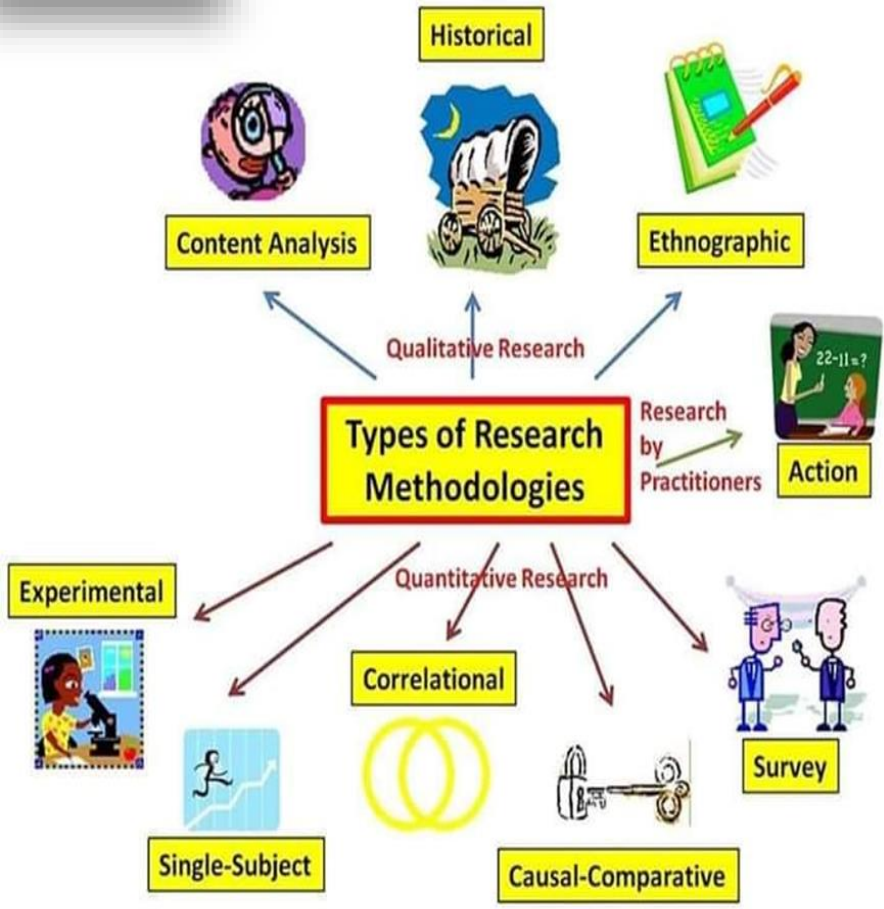 Historical
Content Analysis
Ethnographic
Qualitative Research
22-11=?
Types of Research
Methodologies
Research
by
Practitioners
Action
Experimental
Quantitative Research
Correlational
Survey
Single-Subject
Causal-Comparative